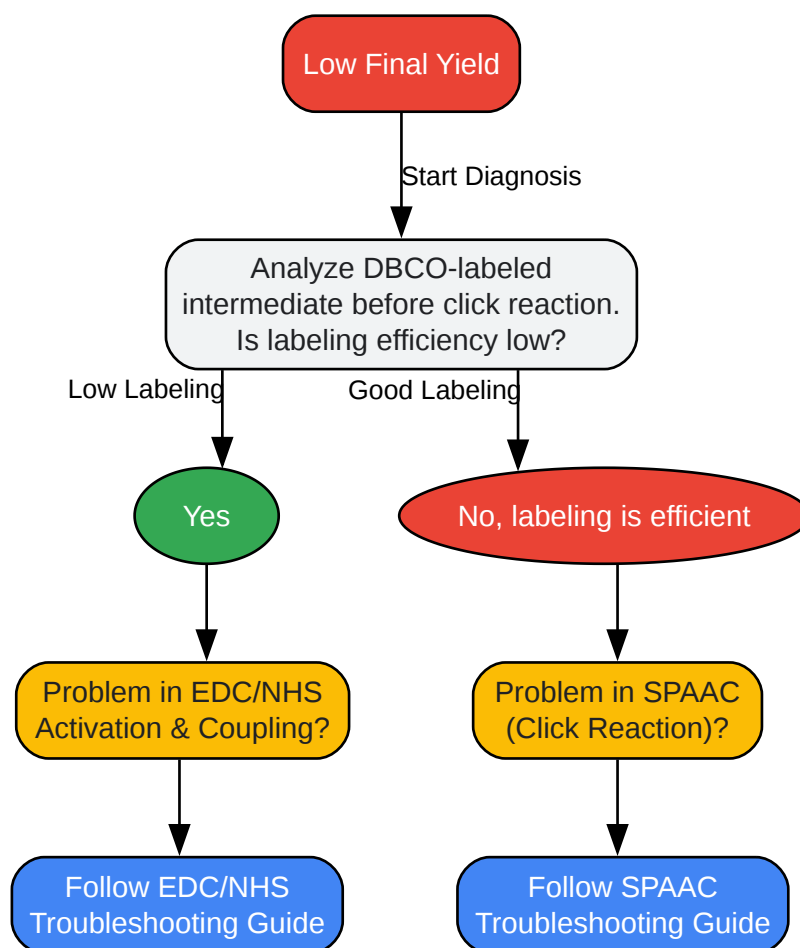 Low Final Yield
Start Diagnosis
Analyze DBCO-labeled
intermediate before click reaction.
Is labeling efficiency low?
Low Labeling
Good Labeling
Yes
No, labeling is efficient
Problem in EDC/NHS
Activation & Coupling?
Problem in SPAAC
(Click Reaction)?
Follow EDC/NHS
Troubleshooting Guide
Follow SPAAC
Troubleshooting Guide